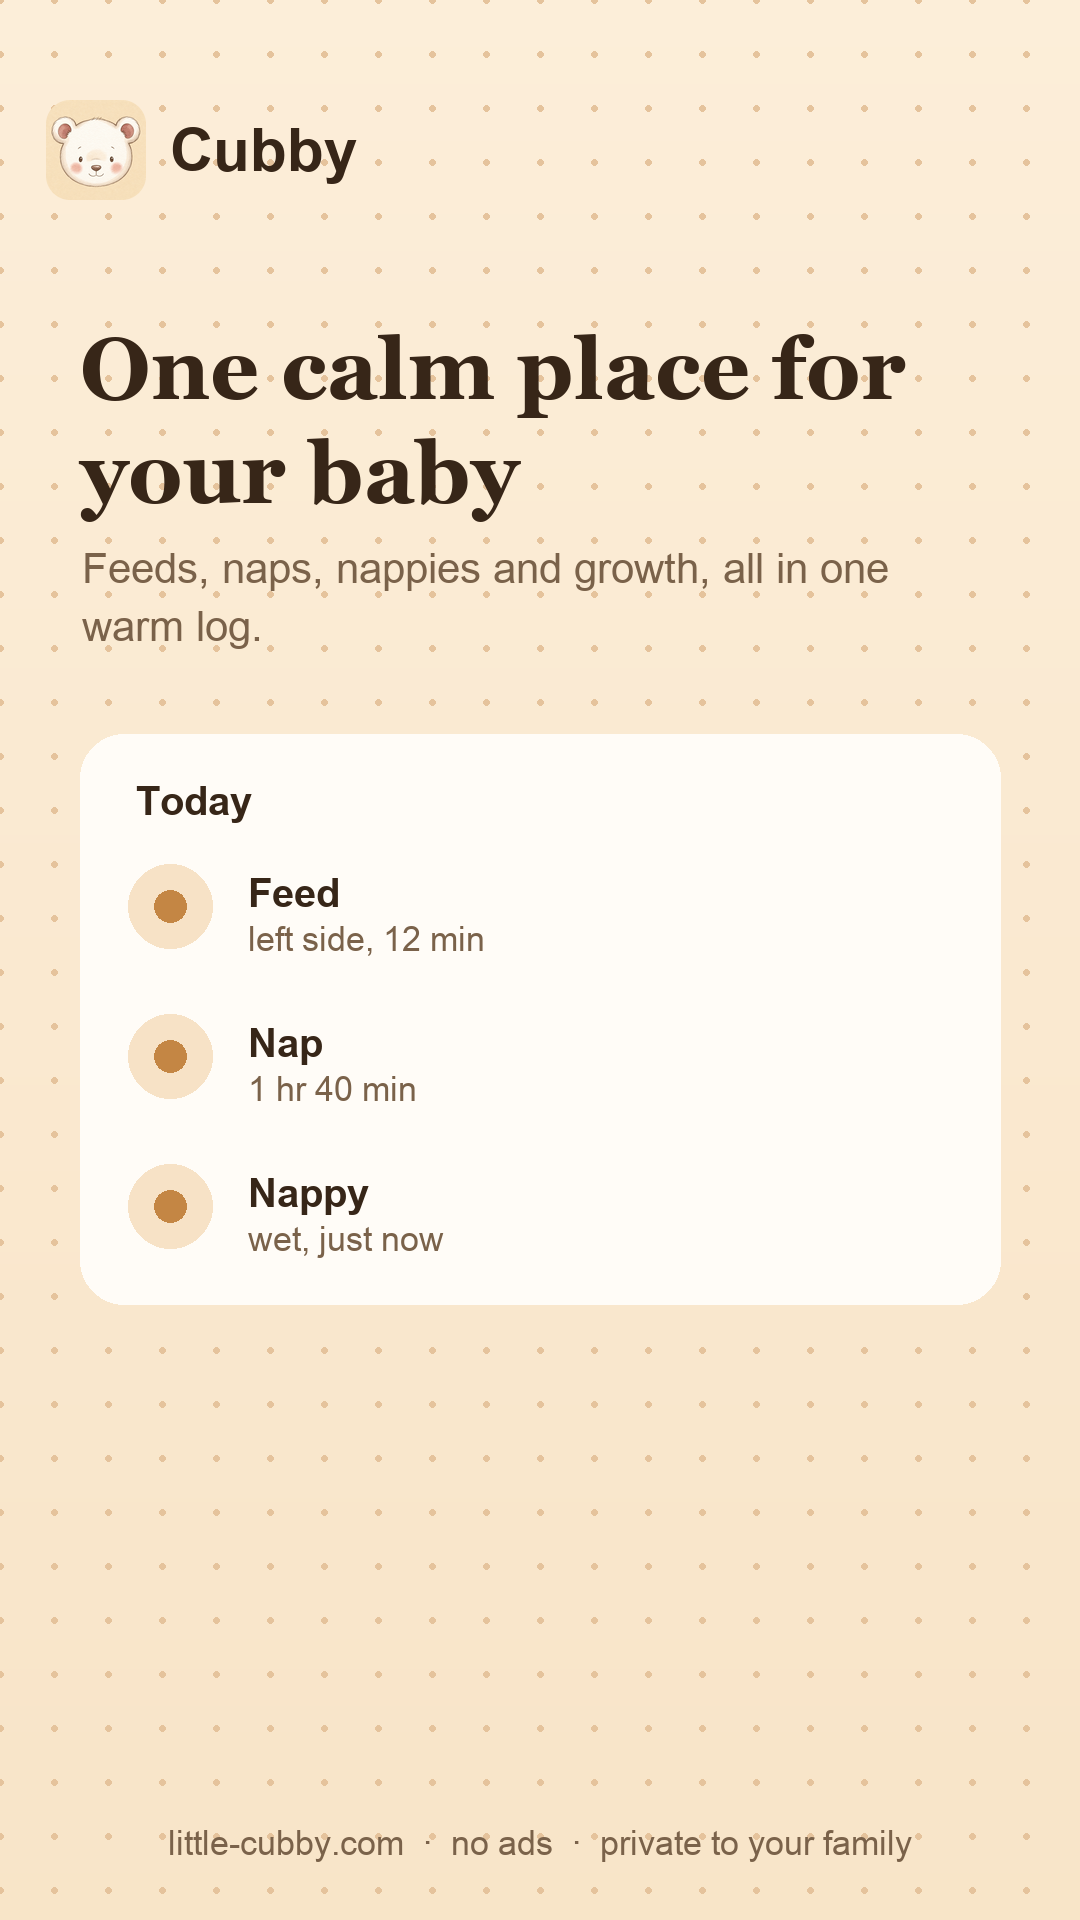 Cubby
One calm place for
your baby
Feeds, naps, nappies and growth, all in one
warm log.
Today
Feed
left side, 12 min
Nap
1 hr 40 min
Nappy
wet, just now
little-cubby.com · no ads · private to your family